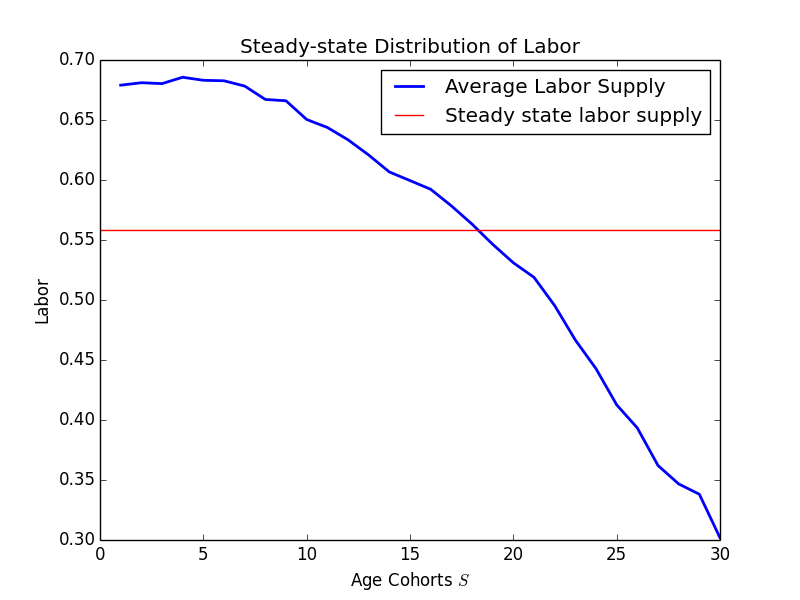 Steady-state Distribution of Labor
0.70
0.65
0.60
0.55
0.50
0.45
0.40
0.35
0.30
Labor
Average Labor Supply
Steady state labor supply
0 5 10 15 20 25 30
Age Cohorts S